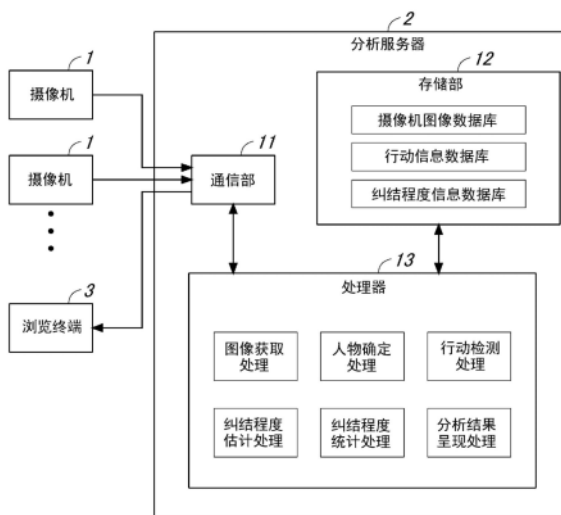 2
分析服务器
1
摄像机
1
摄像机
3
浏览终端
11
通信部
12
存储部
摄像机图像数据库
行动信息数据库
纠结程度信息数据库
13
处理器
图像获取
处理
人物确定
处理
行动检测
处理
纠结程度
估计处理
纠结程度
统计处理
分析结果
呈现处理